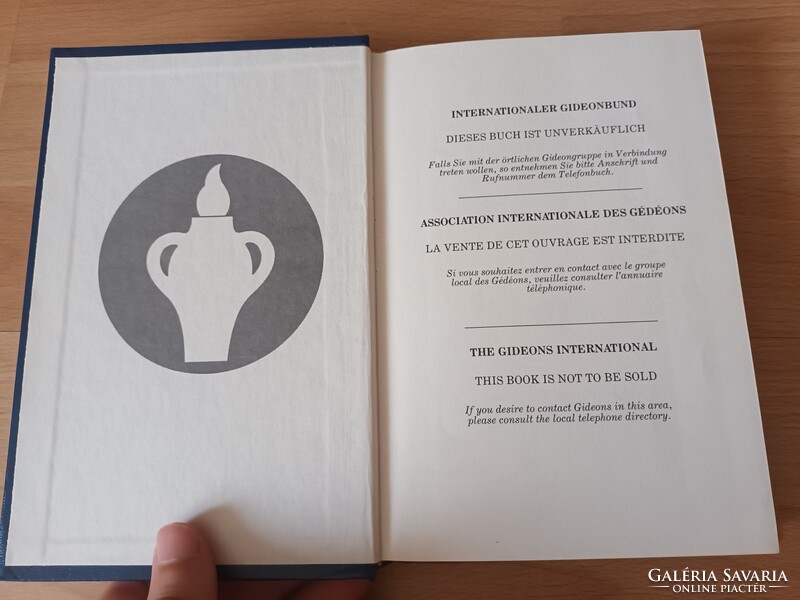 INTERNATIONALER GIDEONBUND
DIESES BUCH IST UNVERKÄUFLICH
Falls Sie mit der örtlichen Gideongruppe in Verbindung
treten wollen, so entnehmen Sie bitte Anschrift und
Rufnummer dem Telefonbuch.
ASSOCIATION INTERNATIONALE DES GÉDÉONS
LA VENTE DE CET OUVRAGE EST INTERDITE
Si vous souhaitez entrer en contact avec le groupe
local des Gédéons, veuillez consulter l'annuaire
téléphonique.
THE GIDEONS INTERNATIONAL
THIS BOOK IS NOT TO BE SOLD
If you desire to contact Gideons in this area,
please consult the local telephone directory.
GALÉRIA SAVARIA
ONLINE PIACTÉR